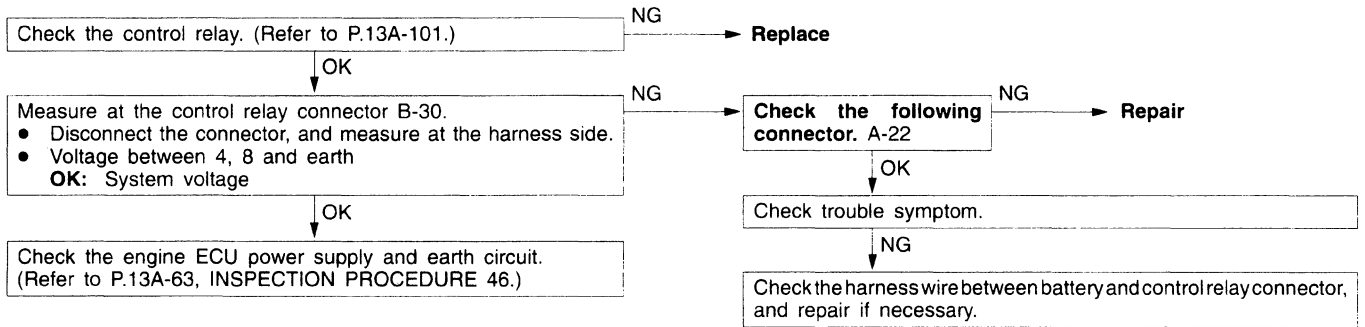 Check the control relay. (Refer to P.13A-101.)
NG
Replace
OK
Measure at the control relay connector B-30.
● Disconnect the connector, and measure at the harness side.
● Voltage between 4, 8 and earth
OK: System voltage
NG
Check the following
connector. A-22
NG
Repair
OK
Check trouble symptom.
NG
Check the harness wire between battery and control relay connector,
and repair if necessary.
OK
Check the engine ECU power supply and earth circuit.
(Refer to P.13A-63, INSPECTION PROCEDURE 46.)